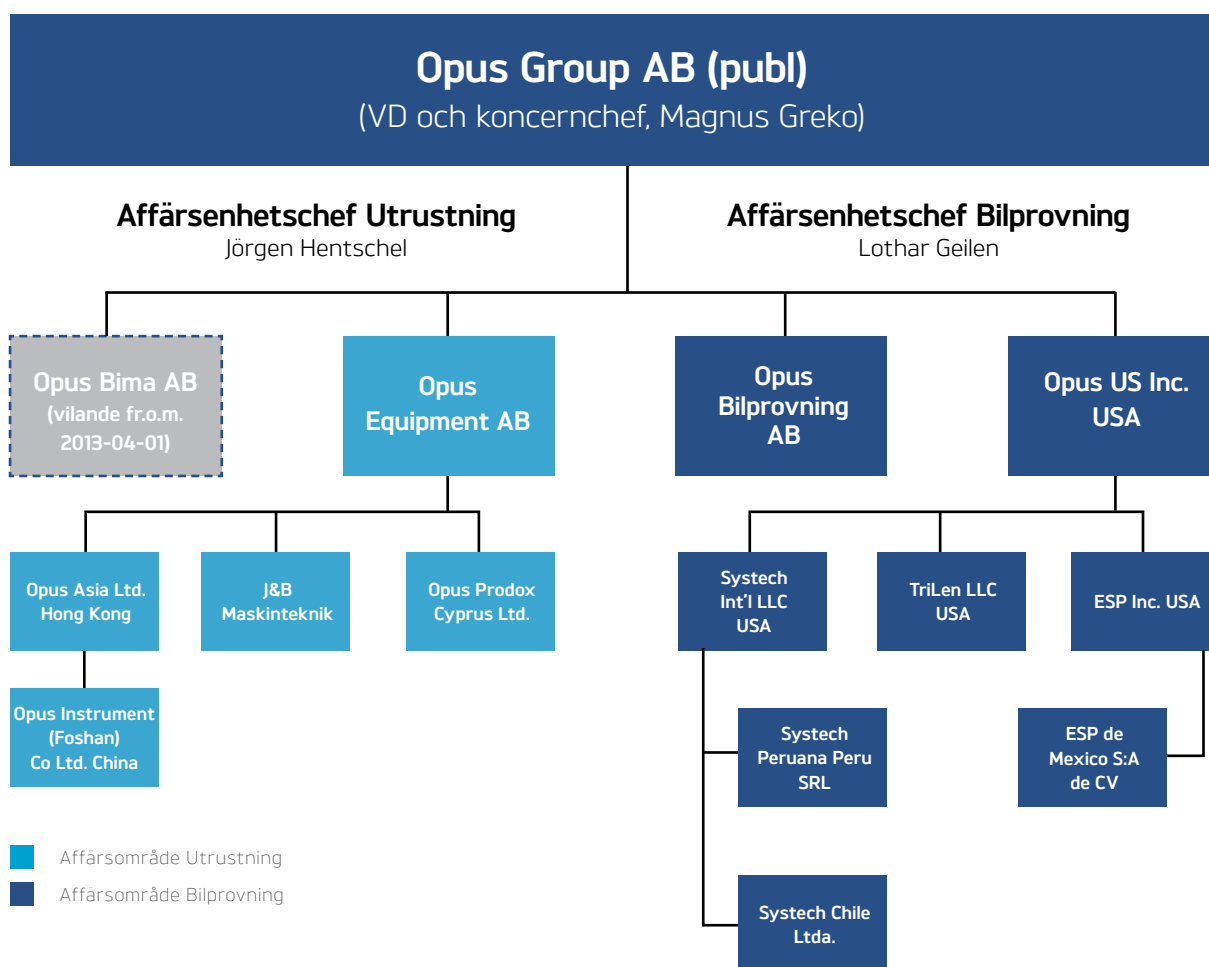 Opus Group AB (publ)
(VD och koncernchef, Magnus Greko)
Affärsenhetschef Utrustning
Jörgen Hentschel
Affärsenhetschef Bilprovning
Lothar Geilen
Opus Bima AB
(vilande fr.o.m.
2013-04-01)
Opus
Equipment AB
Opus
Bilprovning
AB
Opus US Inc.
USA
Opus Asia Ltd.
Hong Kong
J&B
Maskinteknik
Opus Prodox
Cyprus Ltd.
Systech
Int'l LLC
USA
TriLen LLC
USA
ESP Inc. USA
Opus Instrument
(Foshan)
Co Ltd. China
Systech
Peruana Peru
SRL
ESP de
Mexico S:A
de CV
Systech Chile
Ltda.
Affärsområde Utrustning
Affärsområde Bilprovning